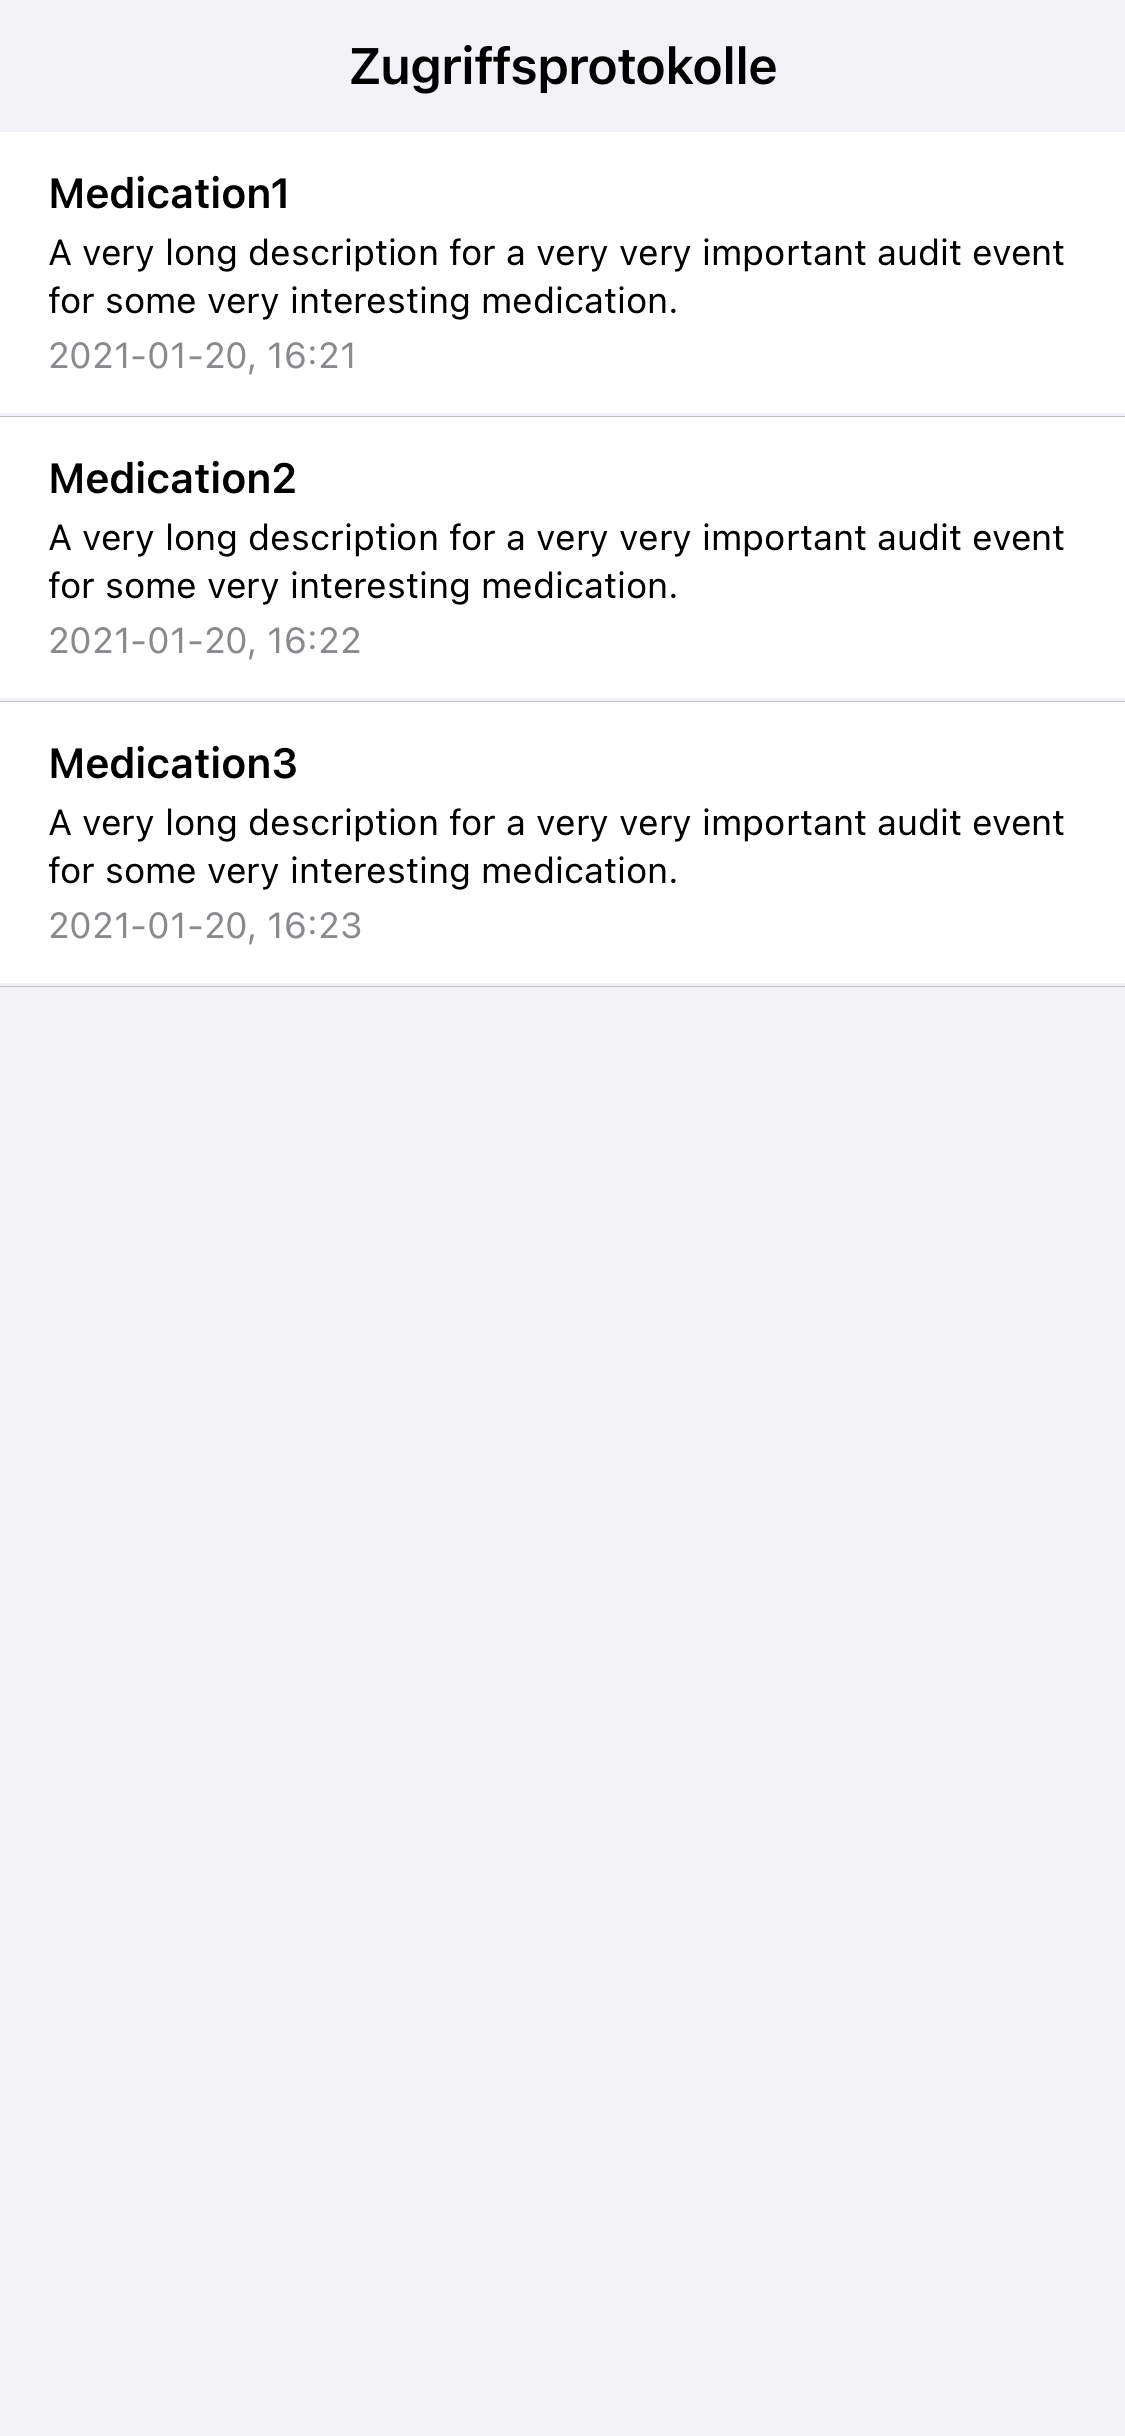 Zugriffsprotokolle
Medication1
A very long description for a very very important audit event
for some very interesting medication.
2021-01-20, 16:21
Medication2
A very long description for a very very important audit event
for some very interesting medication.
2021-01-20, 16:22
Medication3
A very long description for a very very important audit event
for some very interesting medication.
2021-01-20, 16:23